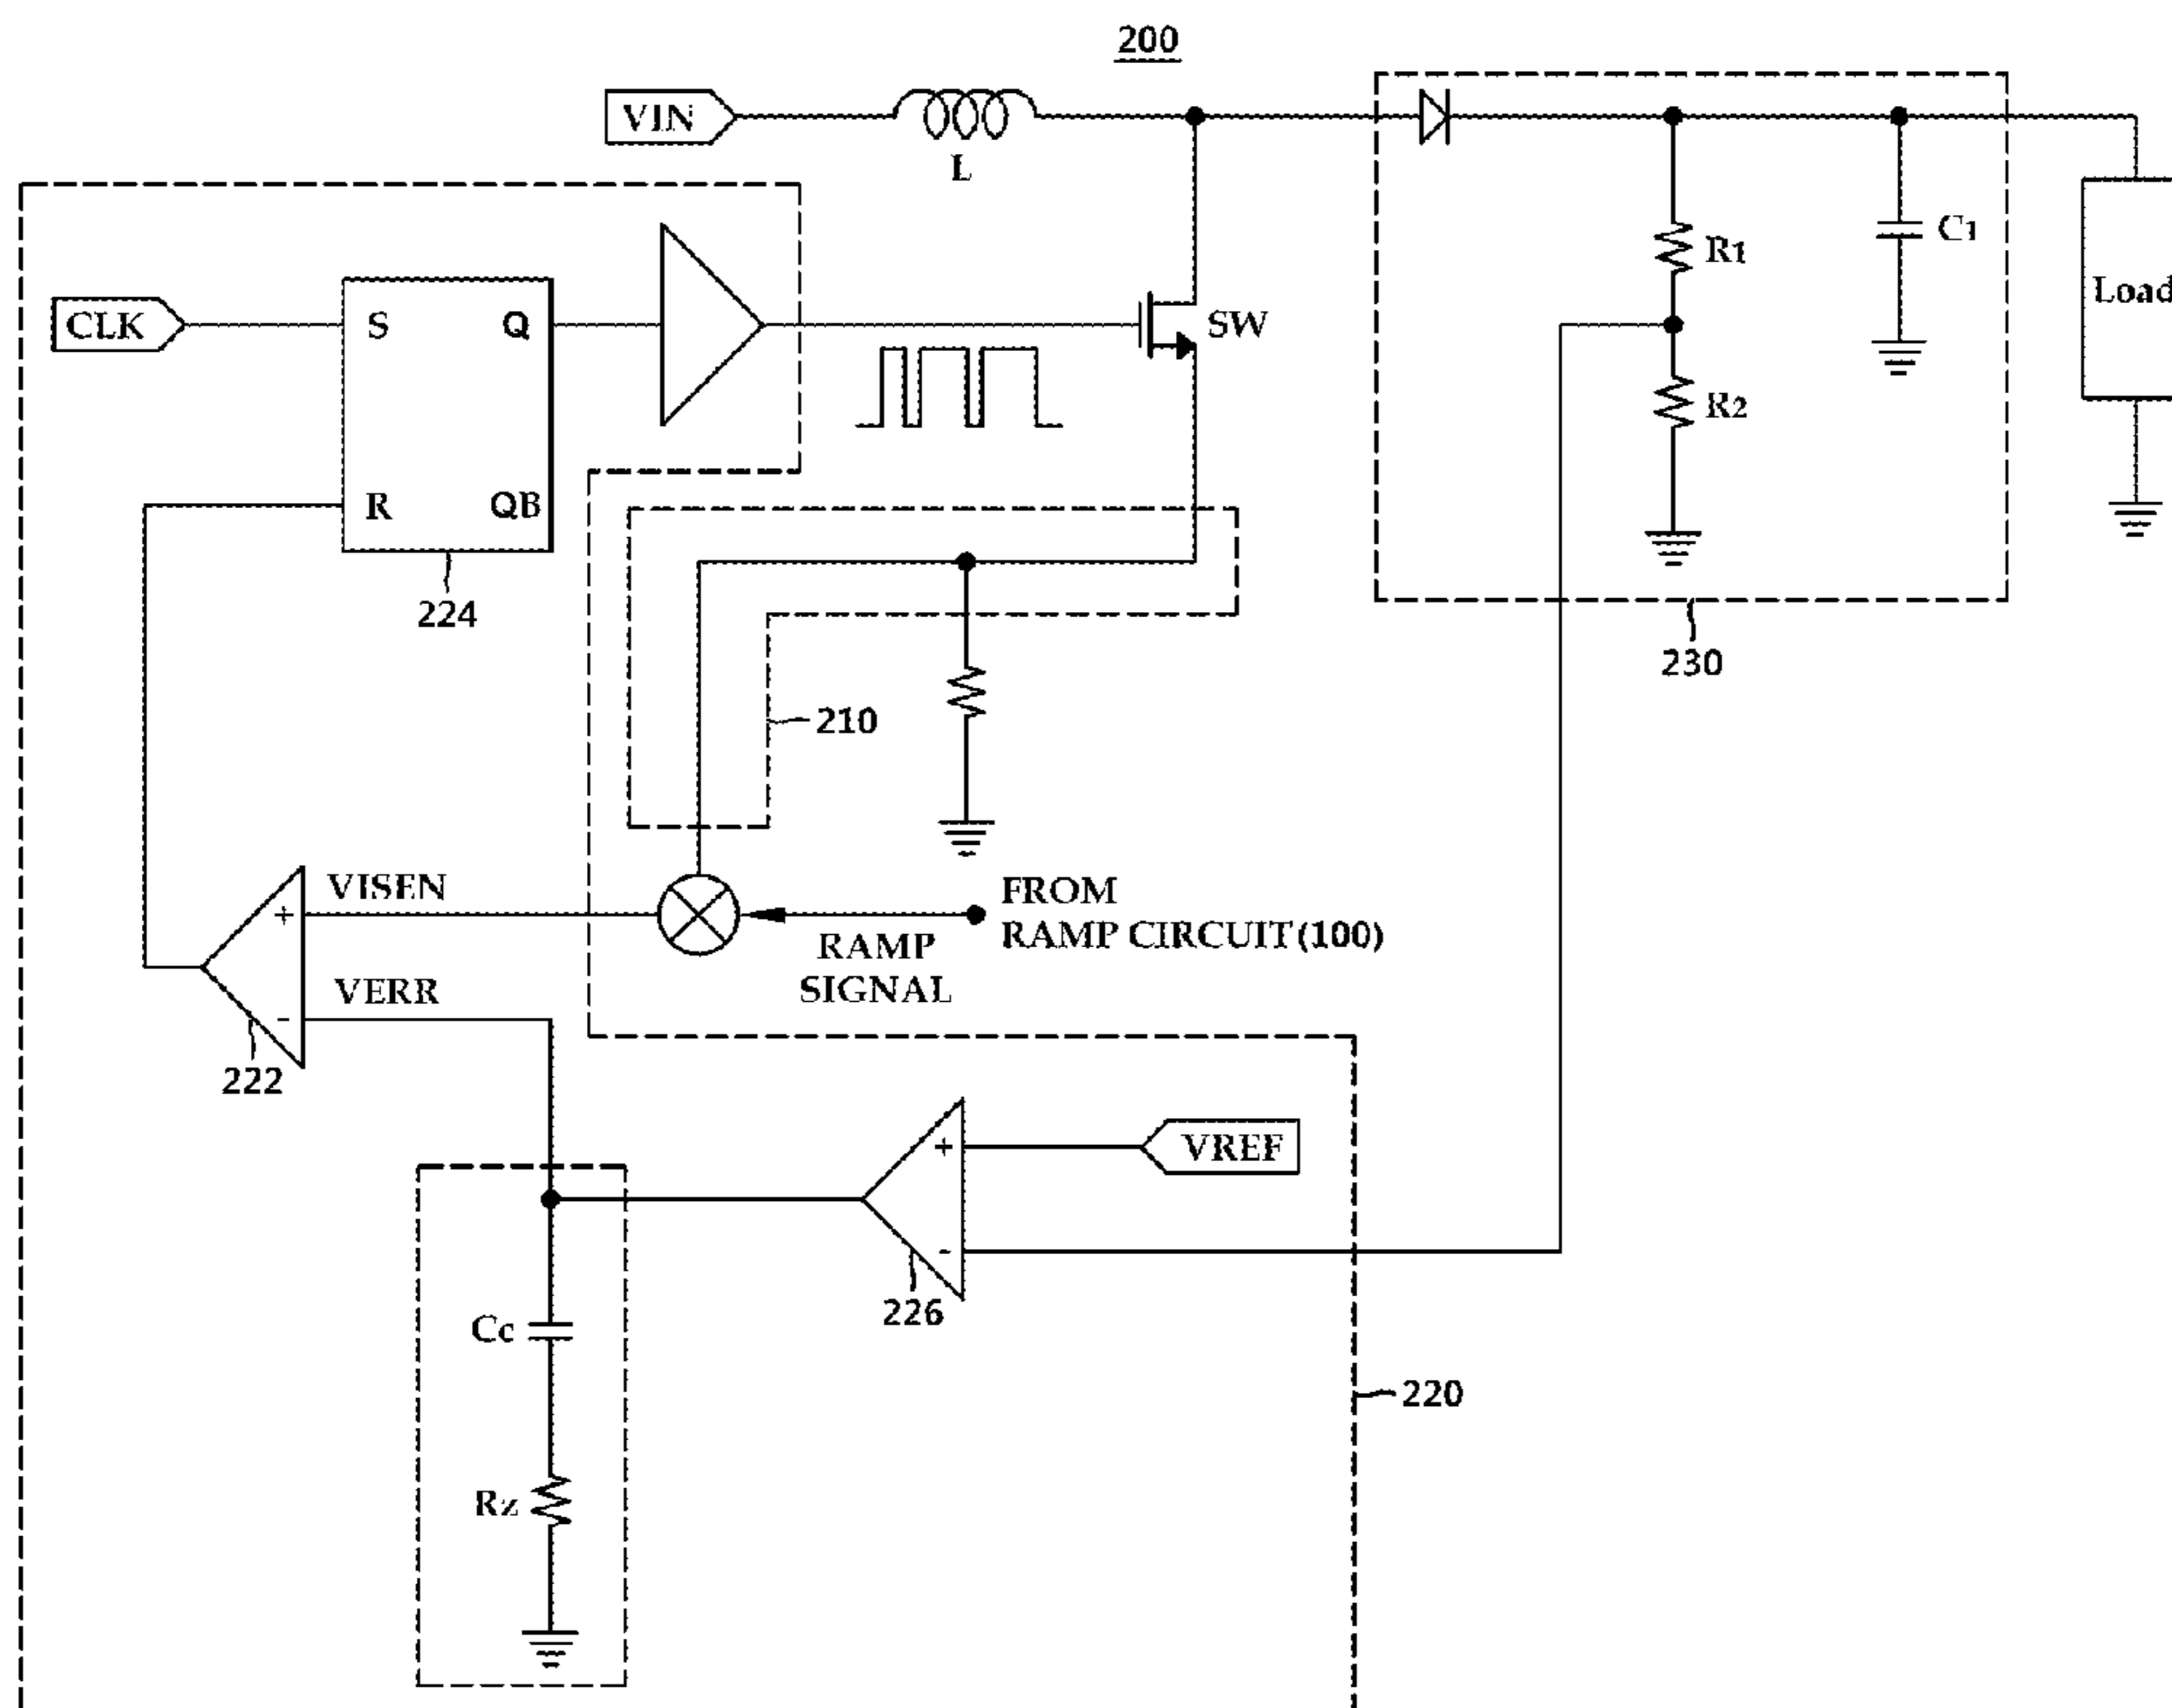 200
VIN
L
CLK
S
Q
R
QB
224
SW
R1
R2
C1
Load
230
210
VISEN
+
VERR
-
222
RAMP
SIGNAL
FROM
RAMP CIRCUIT(100)
+
VREF
-
226
Cc
Rz
220